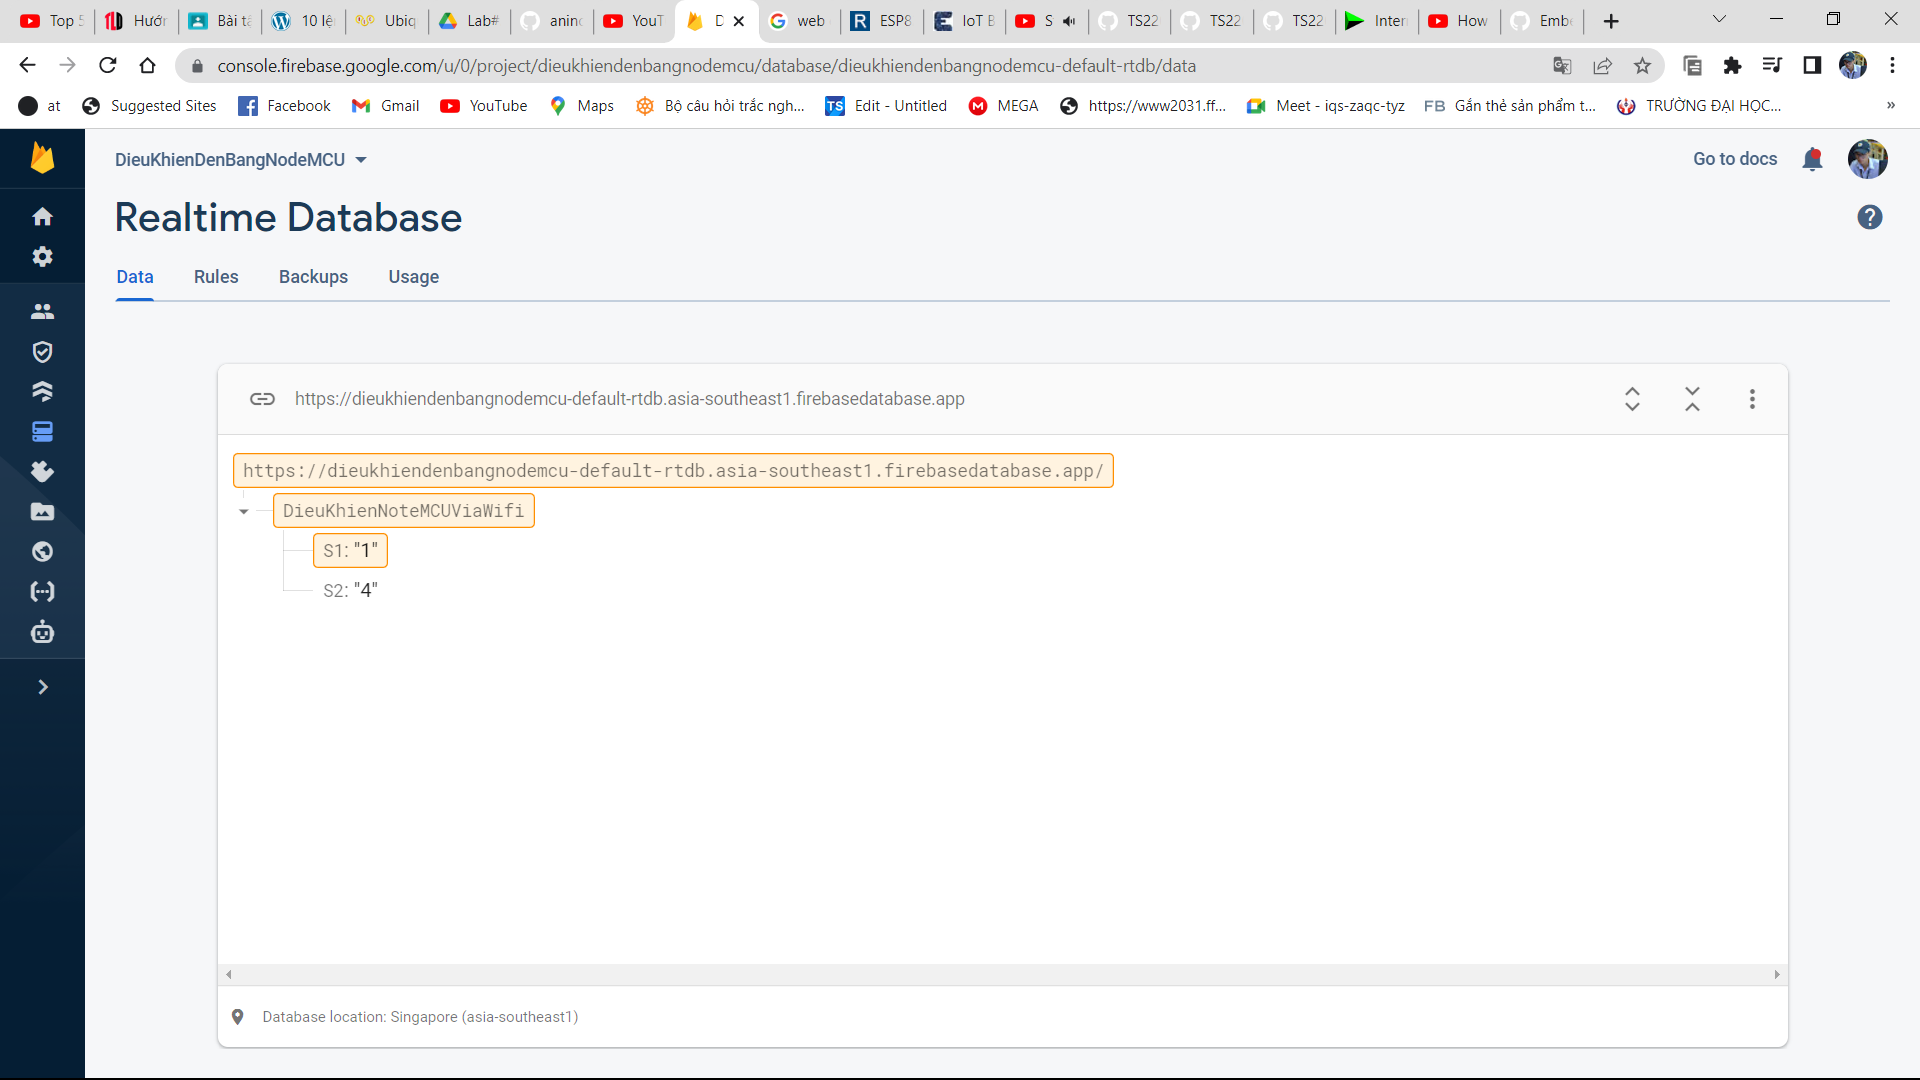 Top 5
Hướn
Bài tậ
10 lệ
Ubiq
Lab#
aninc
YouT
D
web
ESP8
IoT B
S
TS22
TS22
TS22
Inter
How
Embe
console.firebase.google.com/u/0/project/dieukhiendenbangnodemcu/database/dieukhiendenbangnodemcu-default-rtdb/data
at
Suggested Sites
Facebook
Gmail
YouTube
Maps
Bộ câu hỏi trắc ngh...
Edit - Untitled
MEGA
https://www2031.ff...
Meet - iqs-zaqc-tyz
FB Gắn thẻ sản phẩm t...
TRƯỜNG ĐẠI HỌC...
»
DieuKhienDenBangNodeMCU
Go to docs
Realtime Database
Data
Rules
Backups
Usage
https://dieukhiendenbangnodemcu-default-rtdb.asia-southeast1.firebasedatabase.app
https://dieukhiendenbangnodemcu-default-rtdb.asia-southeast1.firebasedatabase.app/
DieuKhienNoteMCUViaWifi
S1: "1"
S2: "4"
Database location: Singapore (asia-southeast1)